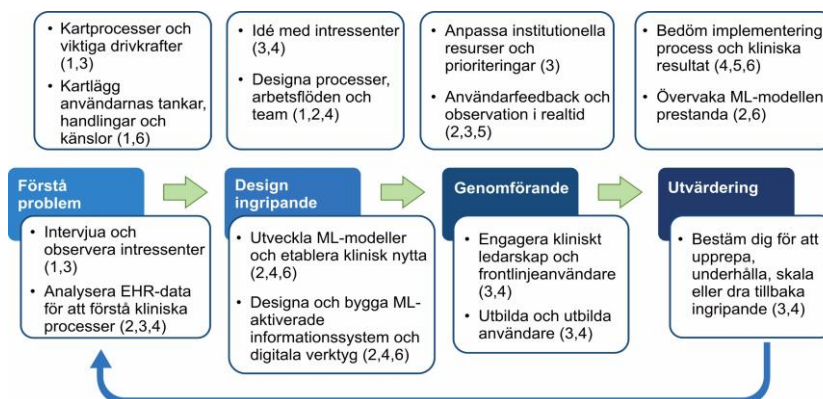 • Kartprocesser och
viktiga drivkrafter
(1,3)
• Kartlägg
användarnas tankar,
handlingar och
känslor (1,6)
• Idé med intressenter
(3,4)
• Designa processer,
arbetsflöden och
team (1,2,4)
• Anpassa institutionella
resurser och
prioriteringar (3)
• Användarfeedback och
observation i realtid
(2,3,5)
• Bedöm implementering
process och kliniska
resultat (4,5,6)
• Övervaka ML-modellen
prestanda (2,6)
Förstå
problem
Design
ingripande
Genomförande
Utvärdering
• Intervjua och
observera intressenter
(1,3)
• Analysera EHR-data
för att förstå kliniska
processer (2,3,4)
• Utveckla ML-modeller
och etablera klinisk nytta
(2,4,6)
• Designa och bygga ML-
aktiverade
informationssystem och
digitala verktyg (2,4,6)
• Engagera kliniskt
ledarskap och
frontlinjeanvändare
(3,4)
• Utbilda och utbilda
användare (3,4)
• Bestäm dig för att
upprepa,
underhålla, skala
eller dra tillbaka
ingripande (3,4)